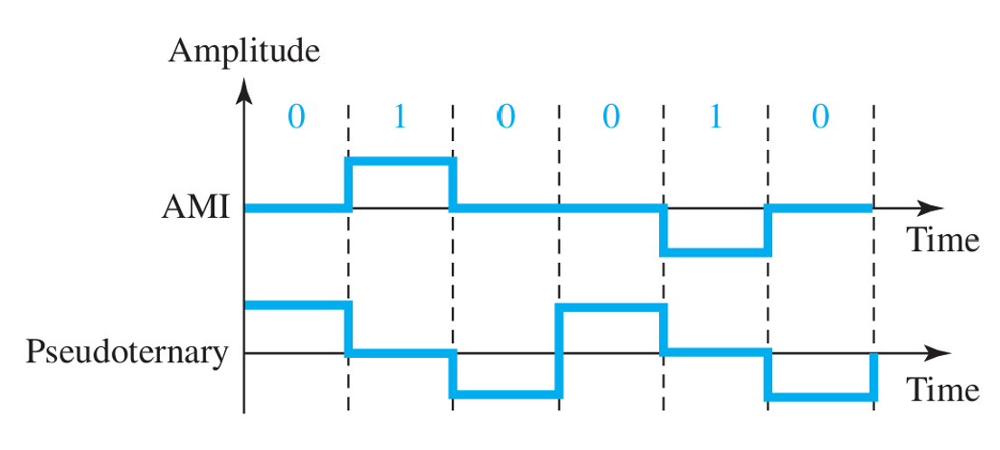 Amplitude
0 1 0 0 1 0
AMI
Time
Pseudoternary
Time